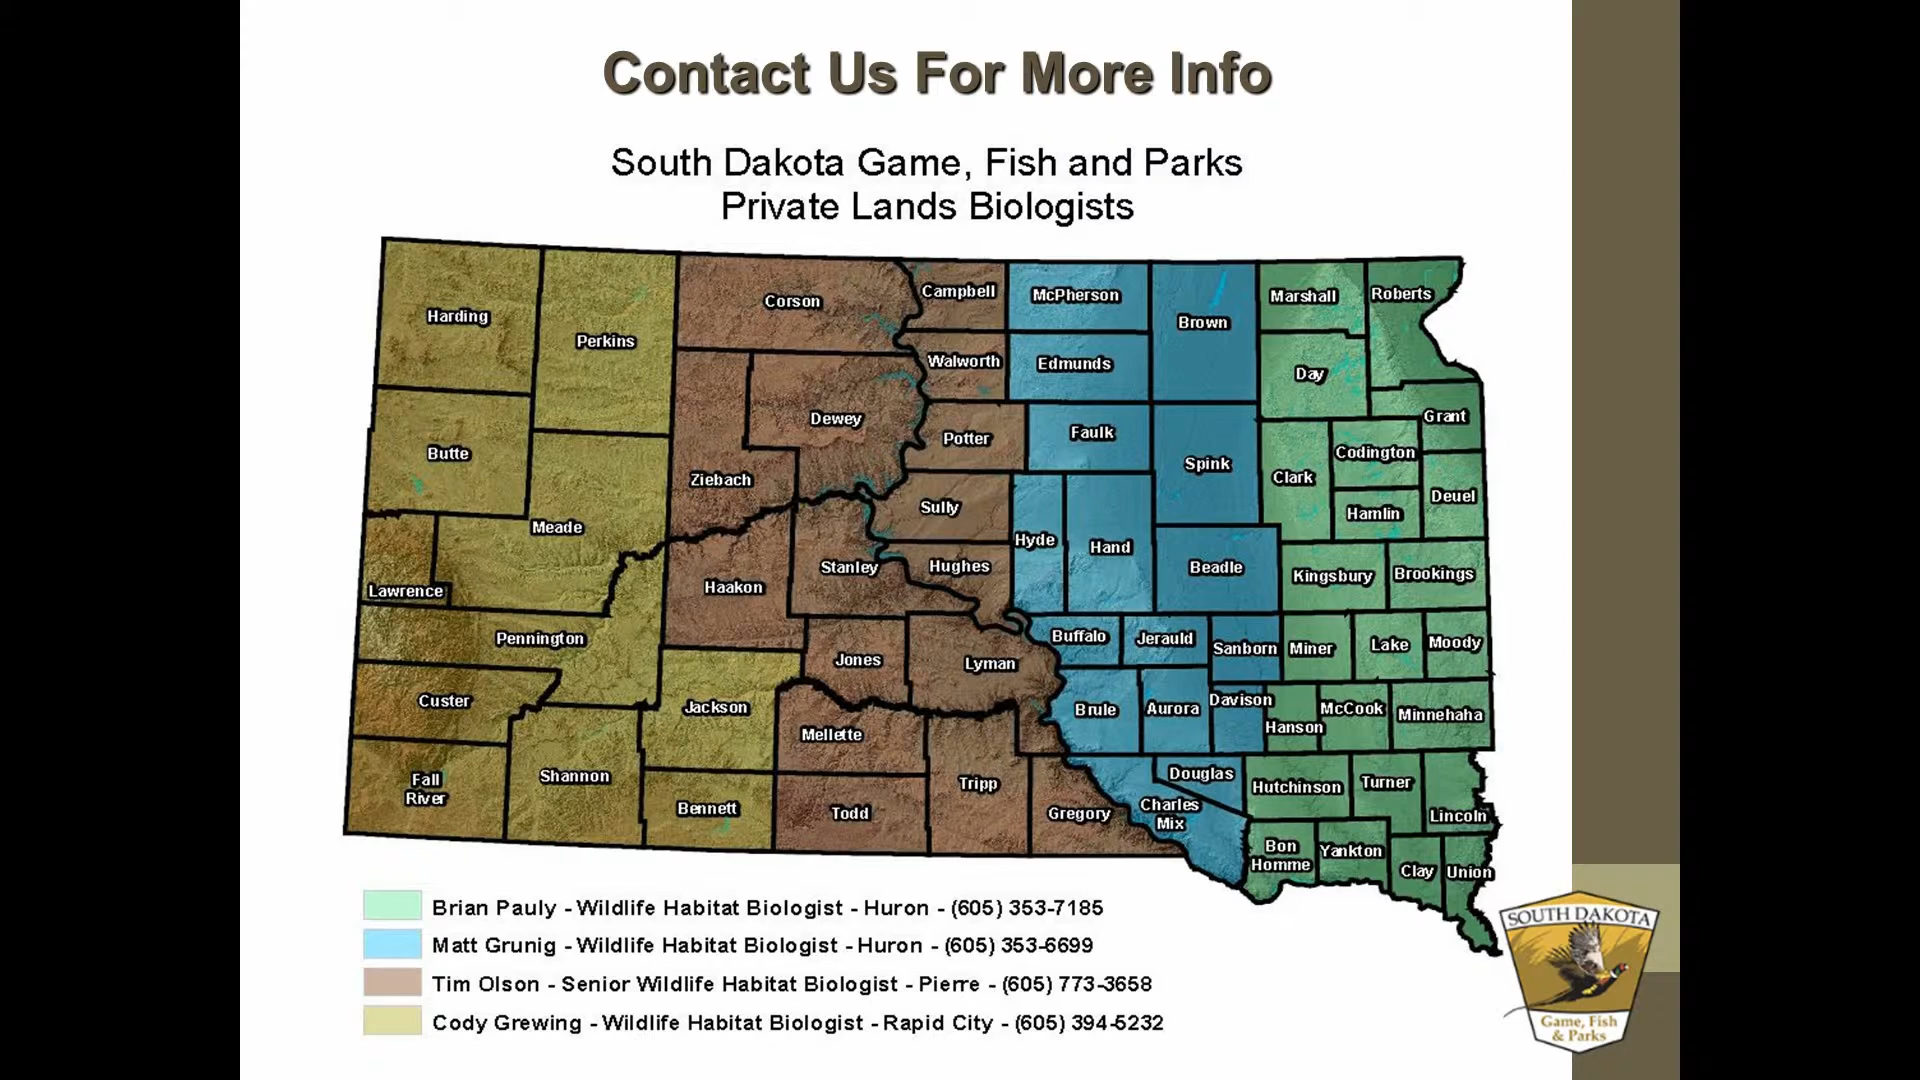 Contact Us For More Info
South Dakota Game, Fish and Parks
Private Lands Biologists
Harding
Perkins
Corson
Campbell
McPherson
Brown
Marshall
Roberts
Walworth
Edmunds
Day
Dewey
Butte
Potter
Faulk
Grant
Codington
Spink
Clark
Ziebach
Deuel
Sully
Hamlin
Meade
Hyde
Hand
Stanley
Hughes
Beadle
Kingsbury
Brookings
Haakon
Lawrence
Pennington
Buffalo
Jerauld
Sanborn
Miner
Lake
Moody
Jones
Lyman
Custer
Jackson
Brule
Aurora
Davison
Hanson
McCook
Minnehaha
Mellette
Fall
River
Shannon
Tripp
Douglas
Hutchinson
Turner
Bennett
Todd
Gregory
Charles
Mix
Lincoln
Bon
Homme
Yankton
Clay
Union
Brian Pauly - Wildlife Habitat Biologist - Huron - (605) 353-7185
Matt Grunig - Wildlife Habitat Biologist - Huron - (605) 353-6699
Tim Olson - Senior Wildlife Habitat Biologist - Pierre - (605) 773-3658
Cody Grewing - Wildlife Habitat Biologist - Rapid City - (605) 394-5232
SOUTH DAKOTA
Game, Fish
& Parks